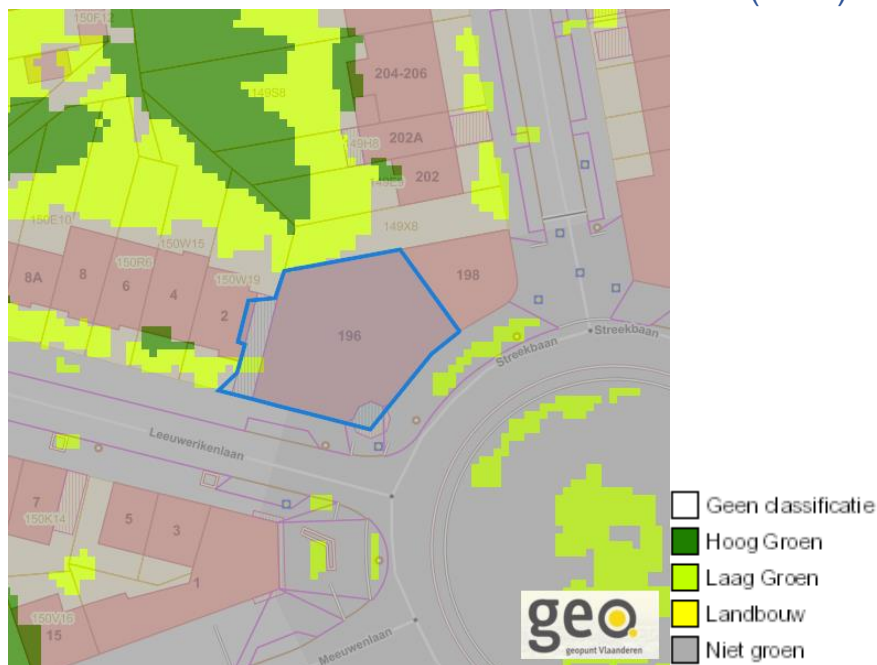 150F12
204-206
149S8
202A
149H8
202
149E9
150E10
149X8
150W15
8A
8
150R6
150W19
6
4
2
198
196
Streekbaan
Streekbaan
Leeuwerikenlaan
7
150K14
5
3
1
150V16
15
Meeuwenlaan
geo.
geopunt Vlaanderen
Geen classificatie
Hoog Groen
Laag Groen
Landbouw
Niet groen